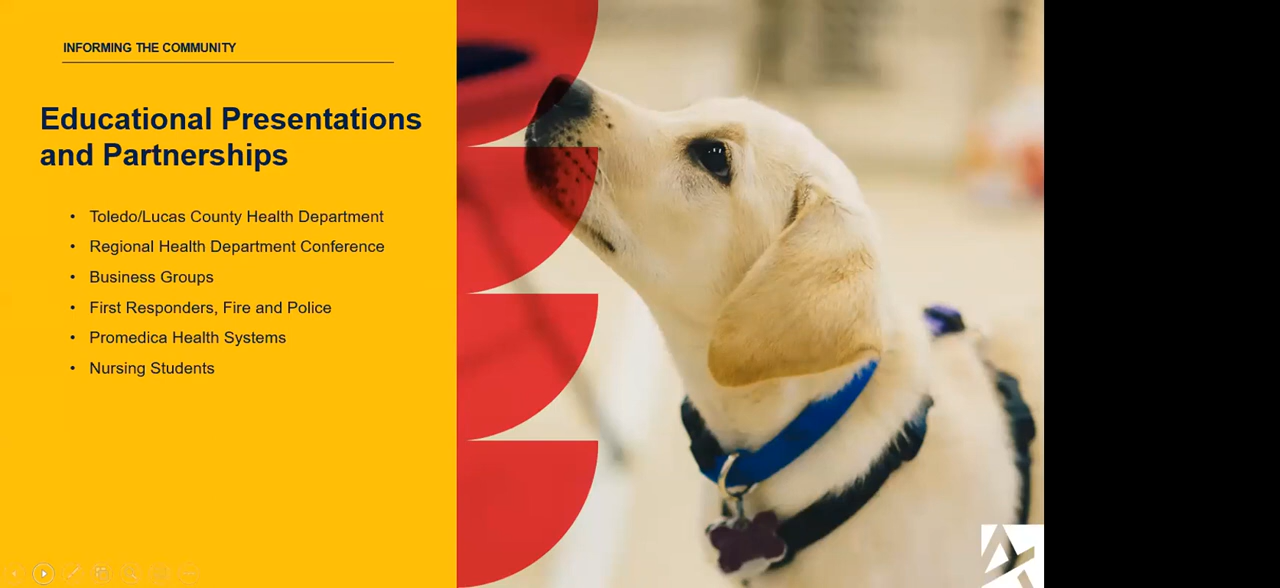 INFORMING THE COMMUNITY
Educational Presentations
and Partnerships
• Toledo/Lucas County Health Department
• Regional Health Department Conference
• Business Groups
• First Responders, Fire and Police
• Promedica Health Systems
• Nursing Students